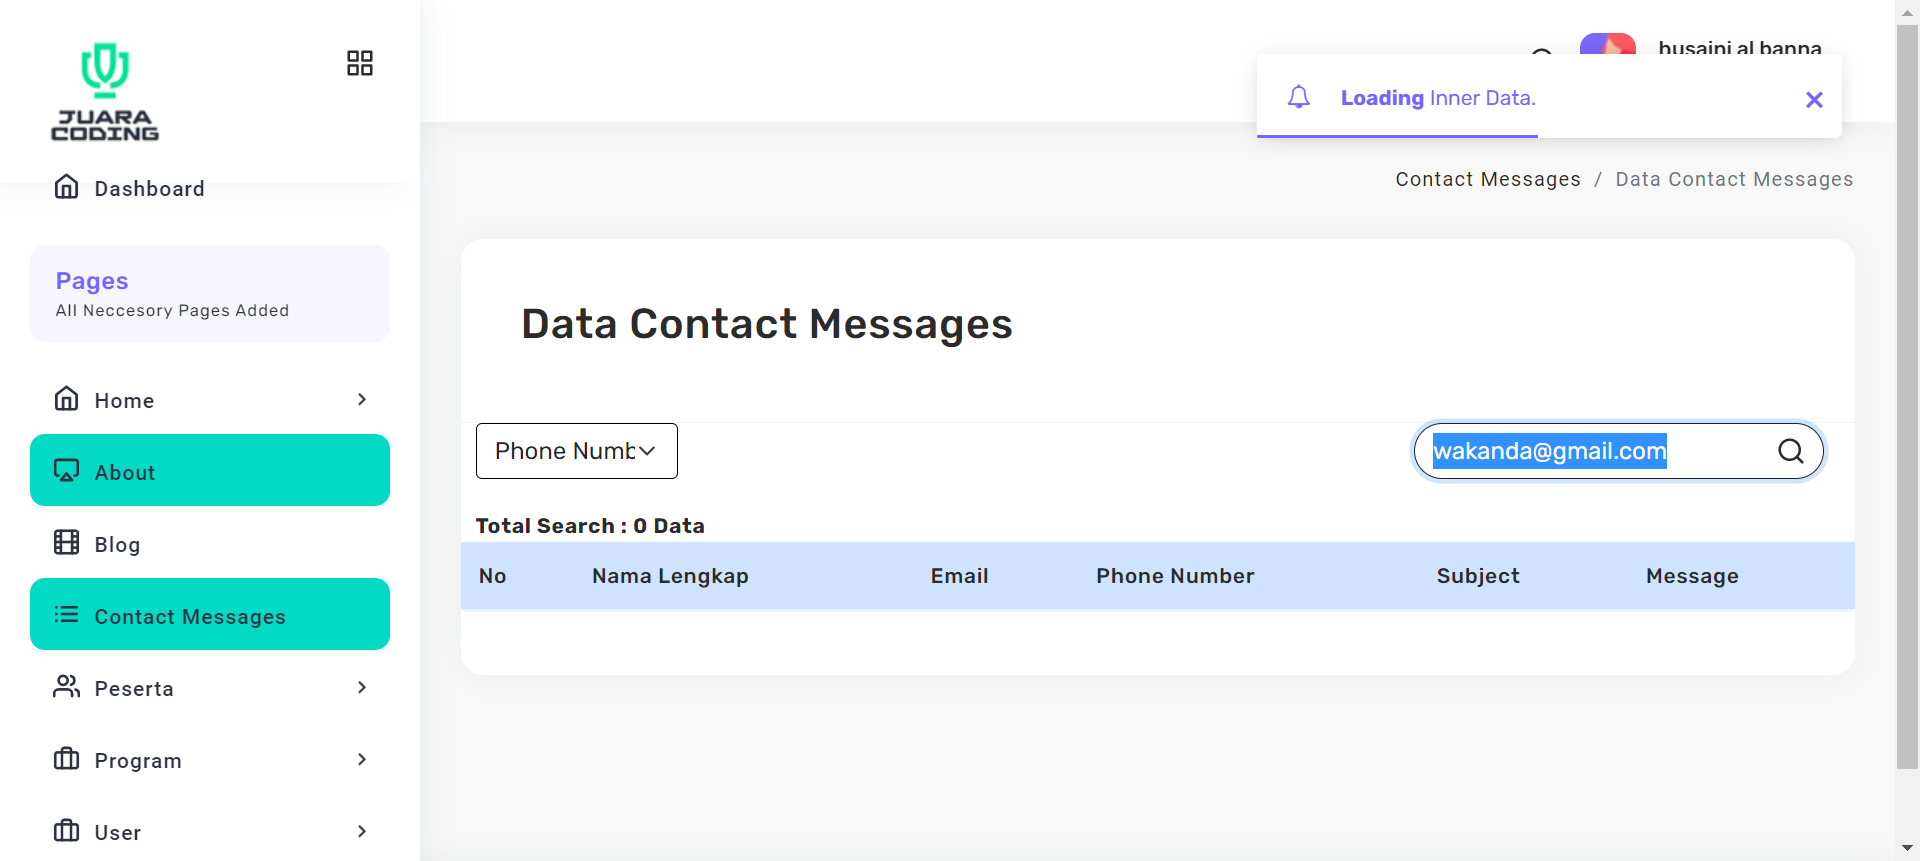 JUARA
CODING
Dashboard
Pages
All Neccesory Pages Added
Home
About
Blog
Contact Messages
Peserta
Program
User
husaini al banna
Loading Inner Data.
Contact Messages / Data Contact Messages
Data Contact Messages
Phone Numb
wakanda@gmail.com
Total Search : 0 Data
No Nama Lengkap Email Phone Number Subject Message